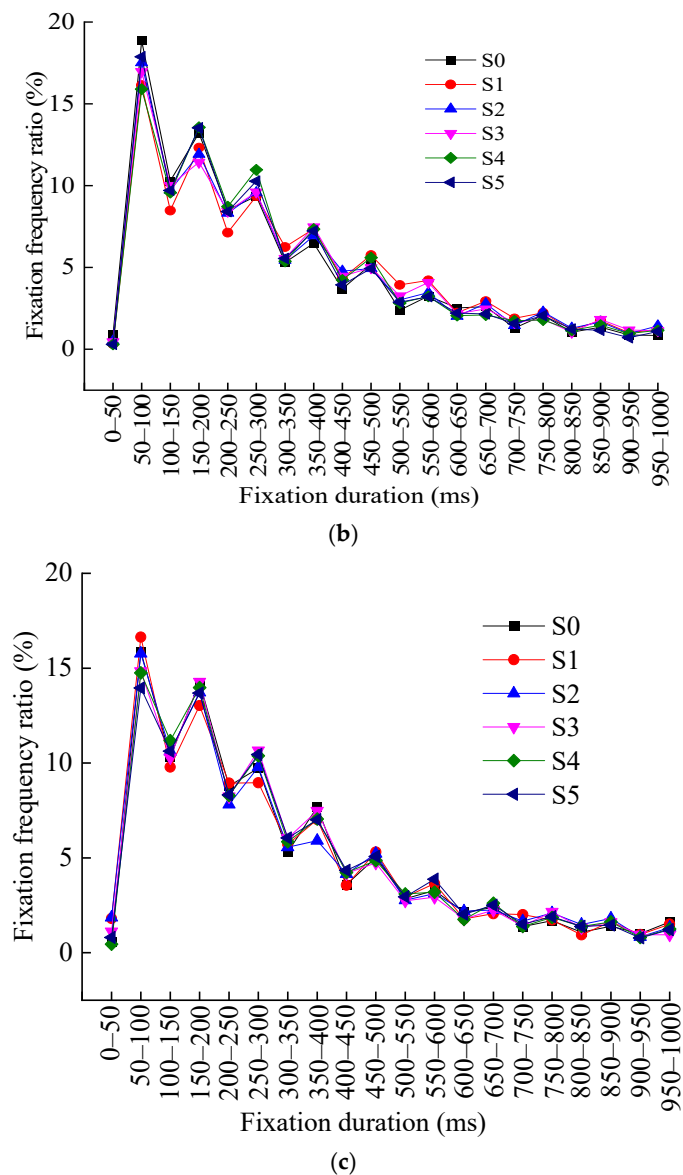 20
15
10
5
0
Fixation frequency ratio (%)
S0
S1
S2
S3
S4
S5
0–50
50–100
100–150
150–200
200–250
250–300
300–350
350–400
400–450
450–500
500–550
550–600
600–650
650–700
700–750
750–800
800–850
850–900
900–950
950–1000
Fixation duration (ms)
(b)
20
15
10
5
0
Fixation frequency ratio (%)
S0
S1
S2
S3
S4
S5
0–50
50–100
100–150
150–200
200–250
250–300
300–350
350–400
400–450
450–500
500–550
550–600
600–650
650–700
700–750
750–800
800–850
850–900
900–950
950–1000
Fixation duration (ms)
(c)